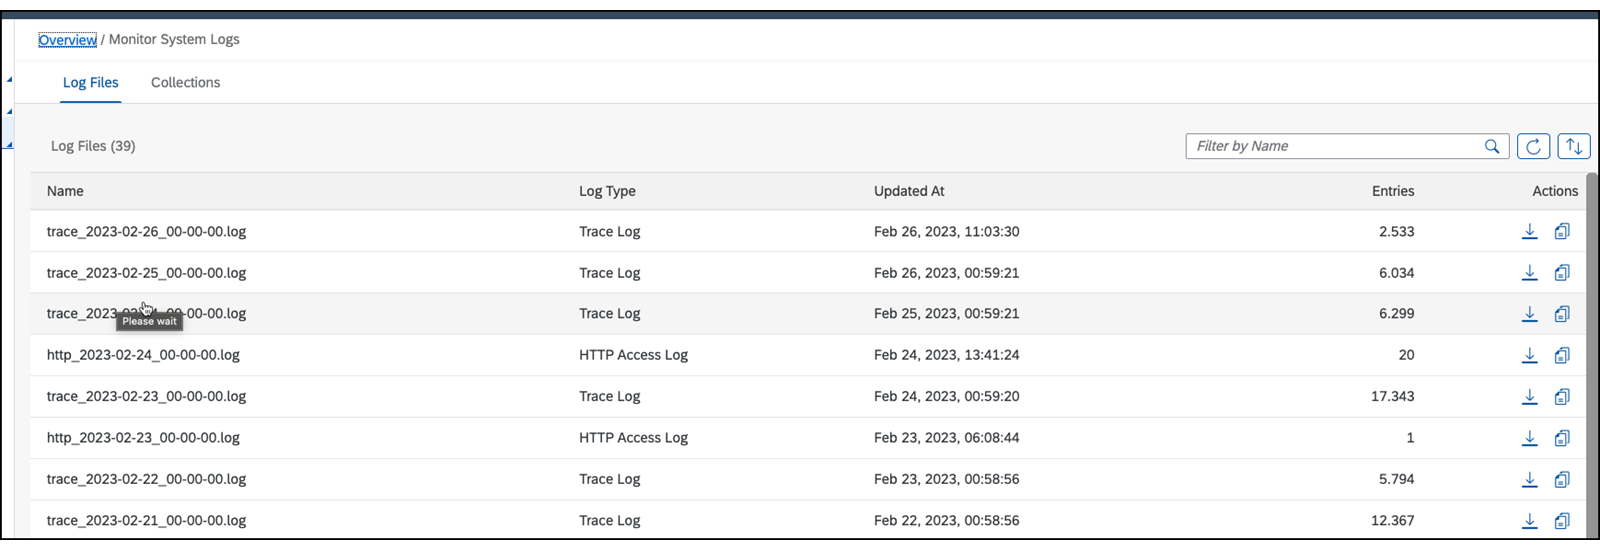 Overview / Monitor System Logs
Log Files Collections
Log Files (39) Filter by Name
Name Log Type Updated At Entries Actions
trace_2023-02-26_00-00-00.log Trace Log Feb 26, 2023, 11:03:30 2.533
trace_2023-02-25_00-00-00.log Trace Log Feb 26, 2023, 00:59:21 6.034
trace_2023- -00-00.log Trace Log Feb 25, 2023, 00:59:21 6.299
Please wait
http_2023-02-24_00-00-00.log HTTP Access Log Feb 24, 2023, 13:41:24 20
trace_2023-02-23_00-00-00.log Trace Log Feb 24, 2023, 00:59:20 17.343
http_2023-02-23_00-00-00.log HTTP Access Log Feb 23, 2023, 06:08:44 1
trace_2023-02-22_00-00-00.log Trace Log Feb 23, 2023, 00:58:56 5.794
trace_2023-02-21_00-00-00.log Trace Log Feb 22, 2023, 00:58:56 12.367